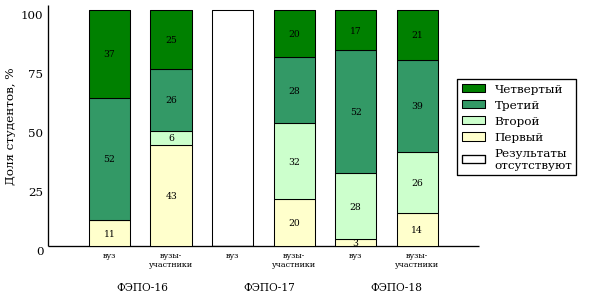 Доля студентов, %
100
75
50
25
0
37
52
11
25
26
6
43
20
28
32
20
17
52
28
3
21
39
26
14
вуз
вузы-
участники
вуз
вузы-
участники
вуз
вузы-
участники
ФЭПО-16
ФЭПО-17
ФЭПО-18
Четвертый
Третий
Второй
Первый
Результаты
отсутствуют